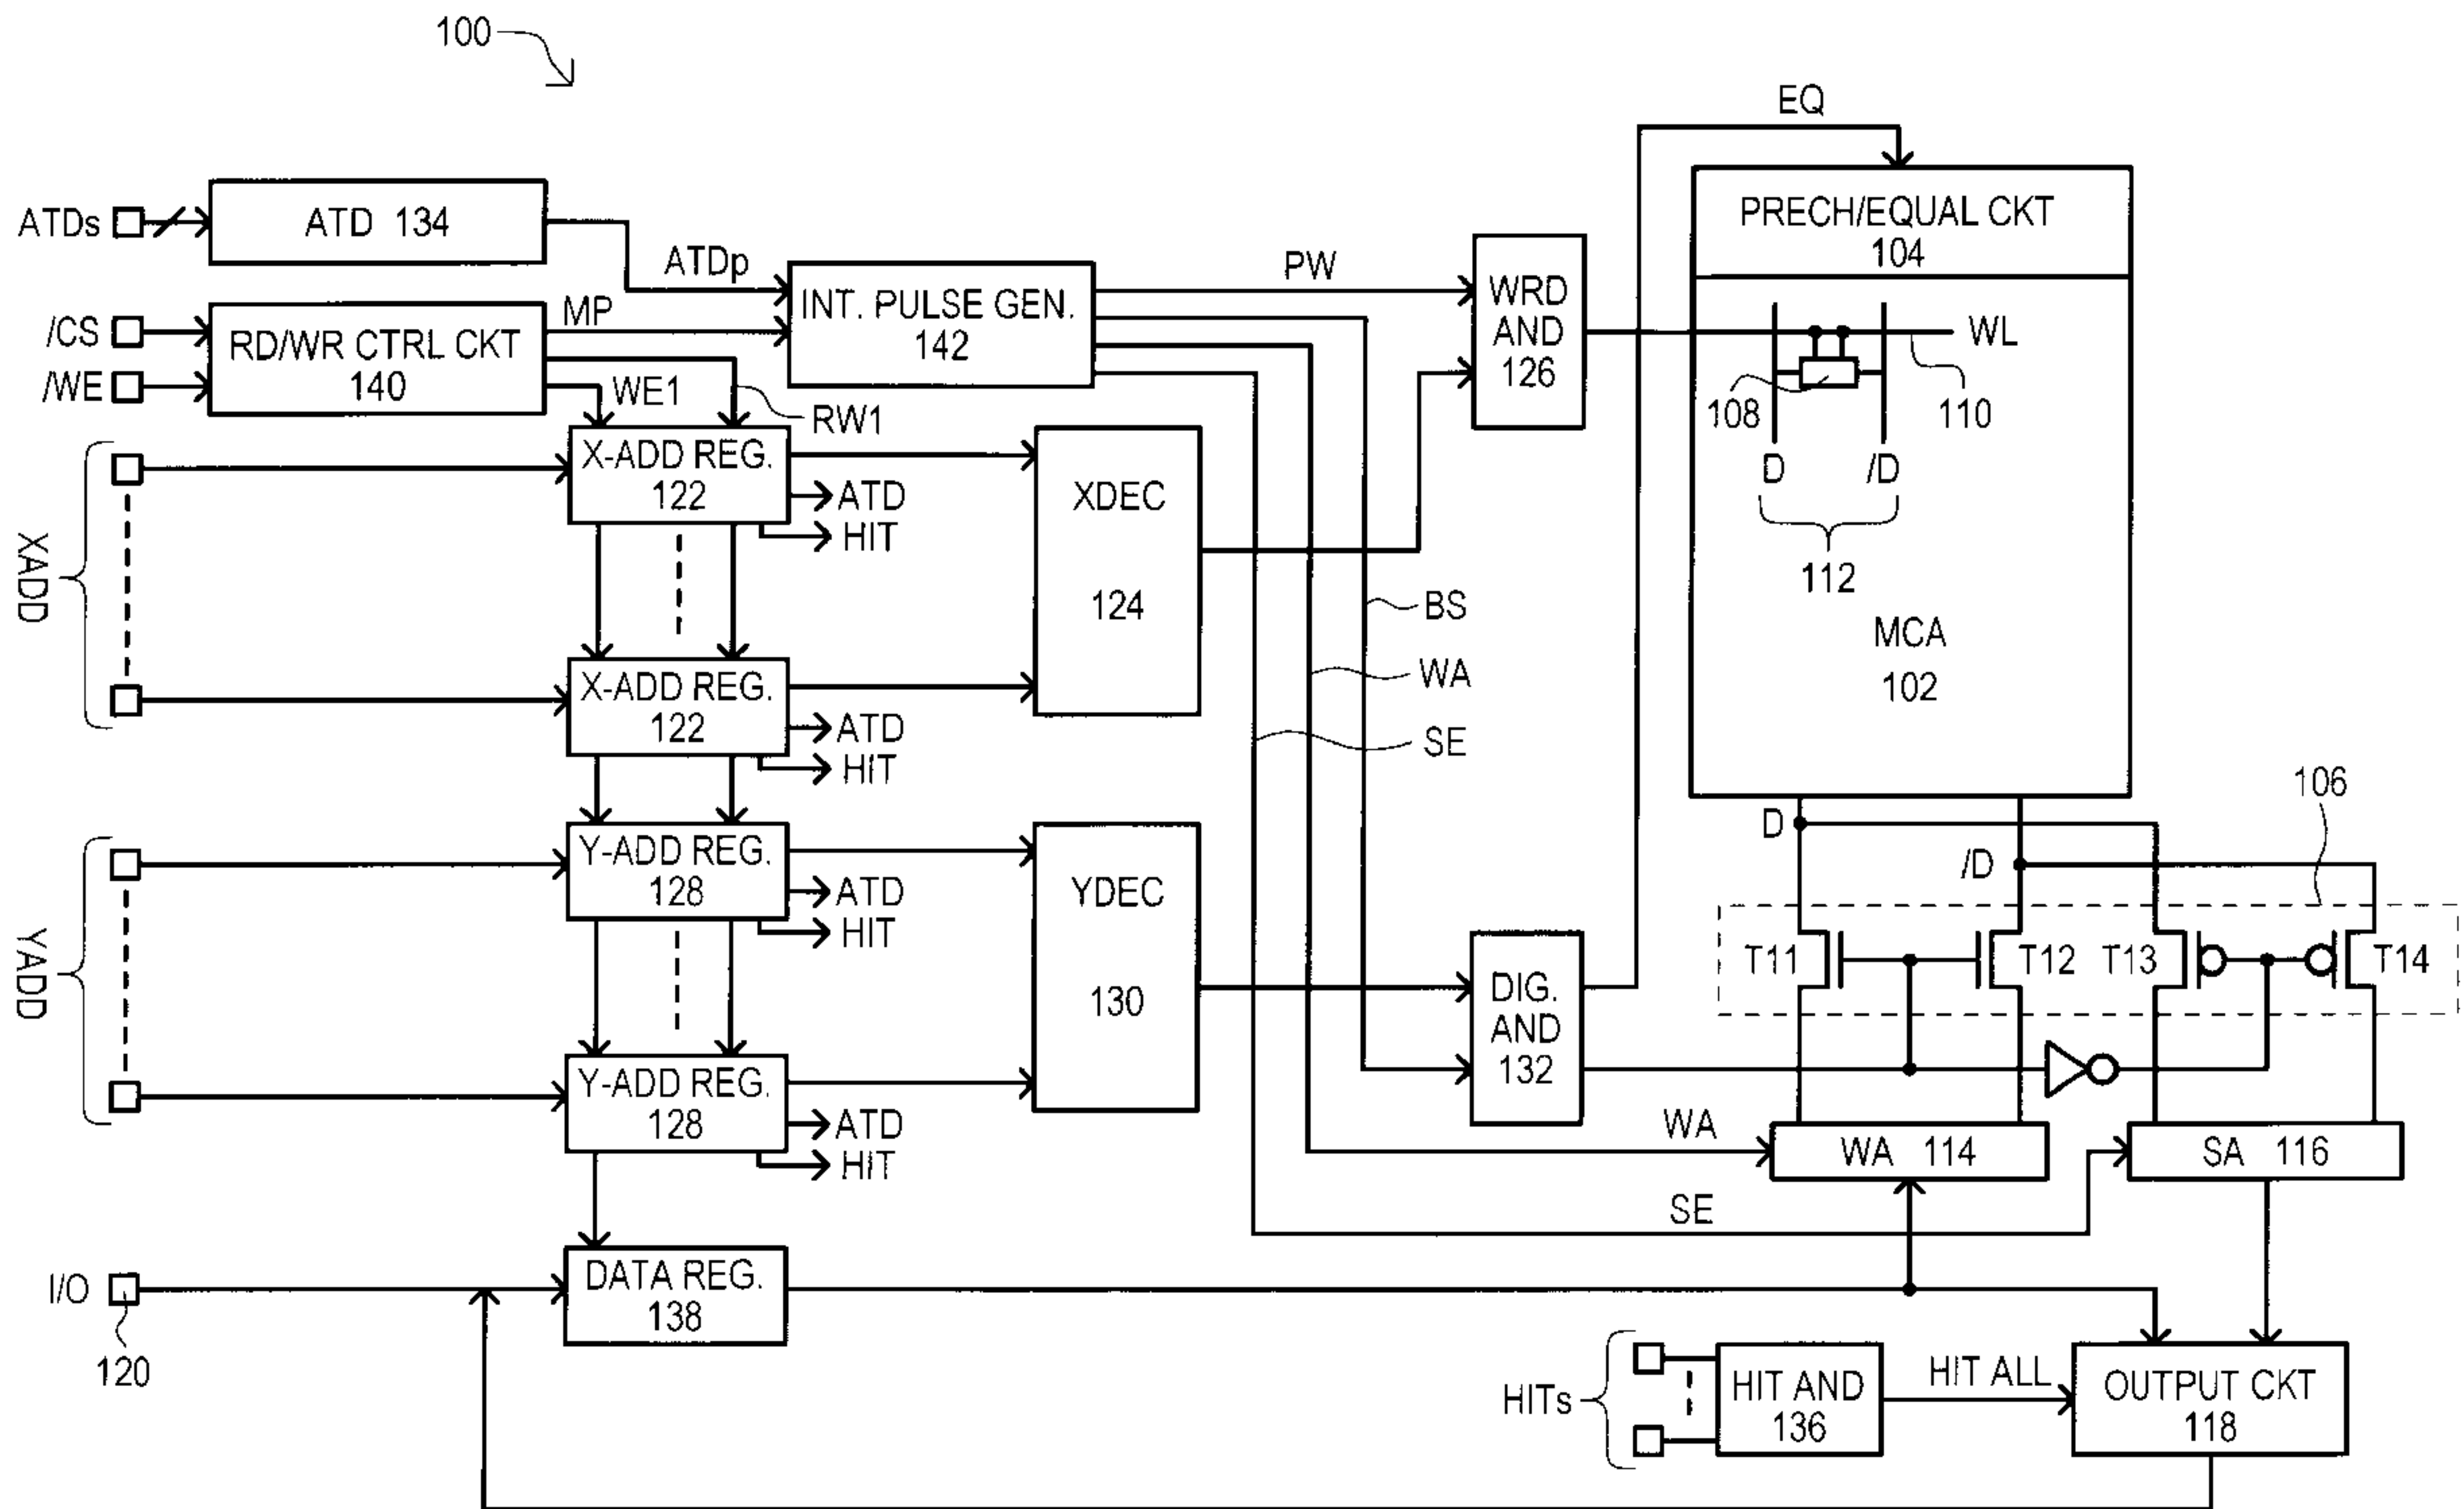 100
EQ
ATDs
ATD 134
PRECH/EQUAL CKT
104
ATDp
PW
/CS
/WE
RD/WR CTRL CKT
140
MP
INT. PULSE GEN.
142
WRD
AND
126
WL
WE1
RW1
108
110
D
/D
112
MCA
102
XADD
X-ADD REG.
122
ATD
HIT
XDEC
124
BS
WA
SE
X-ADD REG.
122
ATD
HIT
106
D
/D
YADD
Y-ADD REG.
128
ATD
HIT
YDEC
130
T11
T12
T13
T14
DIG.
AND
132
Y-ADD REG.
128
ATD
HIT
WA
WA 114
SA 116
SE
I/O
120
DATA REG.
138
HITs
HIT AND
136
HIT ALL
OUTPUT CKT
118